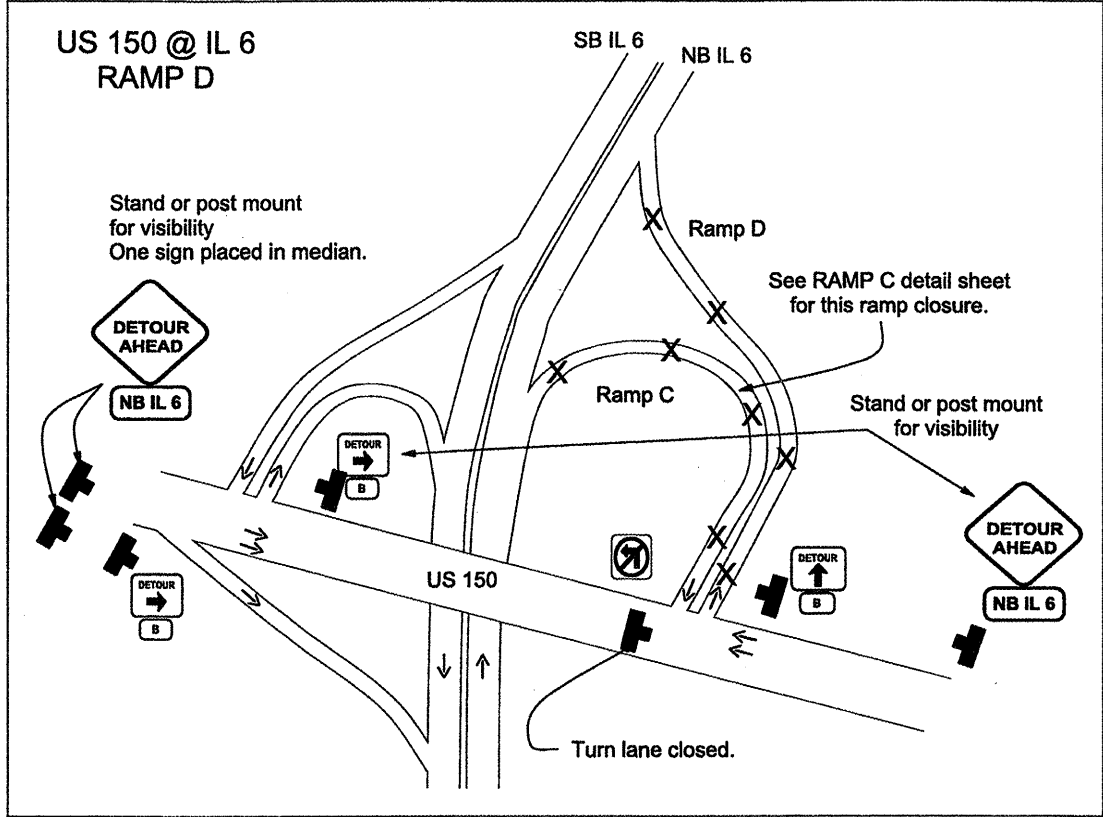 US 150 @ IL 6
RAMP D
SB IL 6
NB IL 6
Stand or post mount
for visibility
One sign placed in median.
DETOUR
AHEAD
NB IL 6
Ramp D
See RAMP C detail sheet
for this ramp closure.
Ramp C
Stand or post mount
for visibility
DETOUR
B
DETOUR
B
US 150
DETOUR
B
DETOUR
AHEAD
NB IL 6
Turn lane closed.